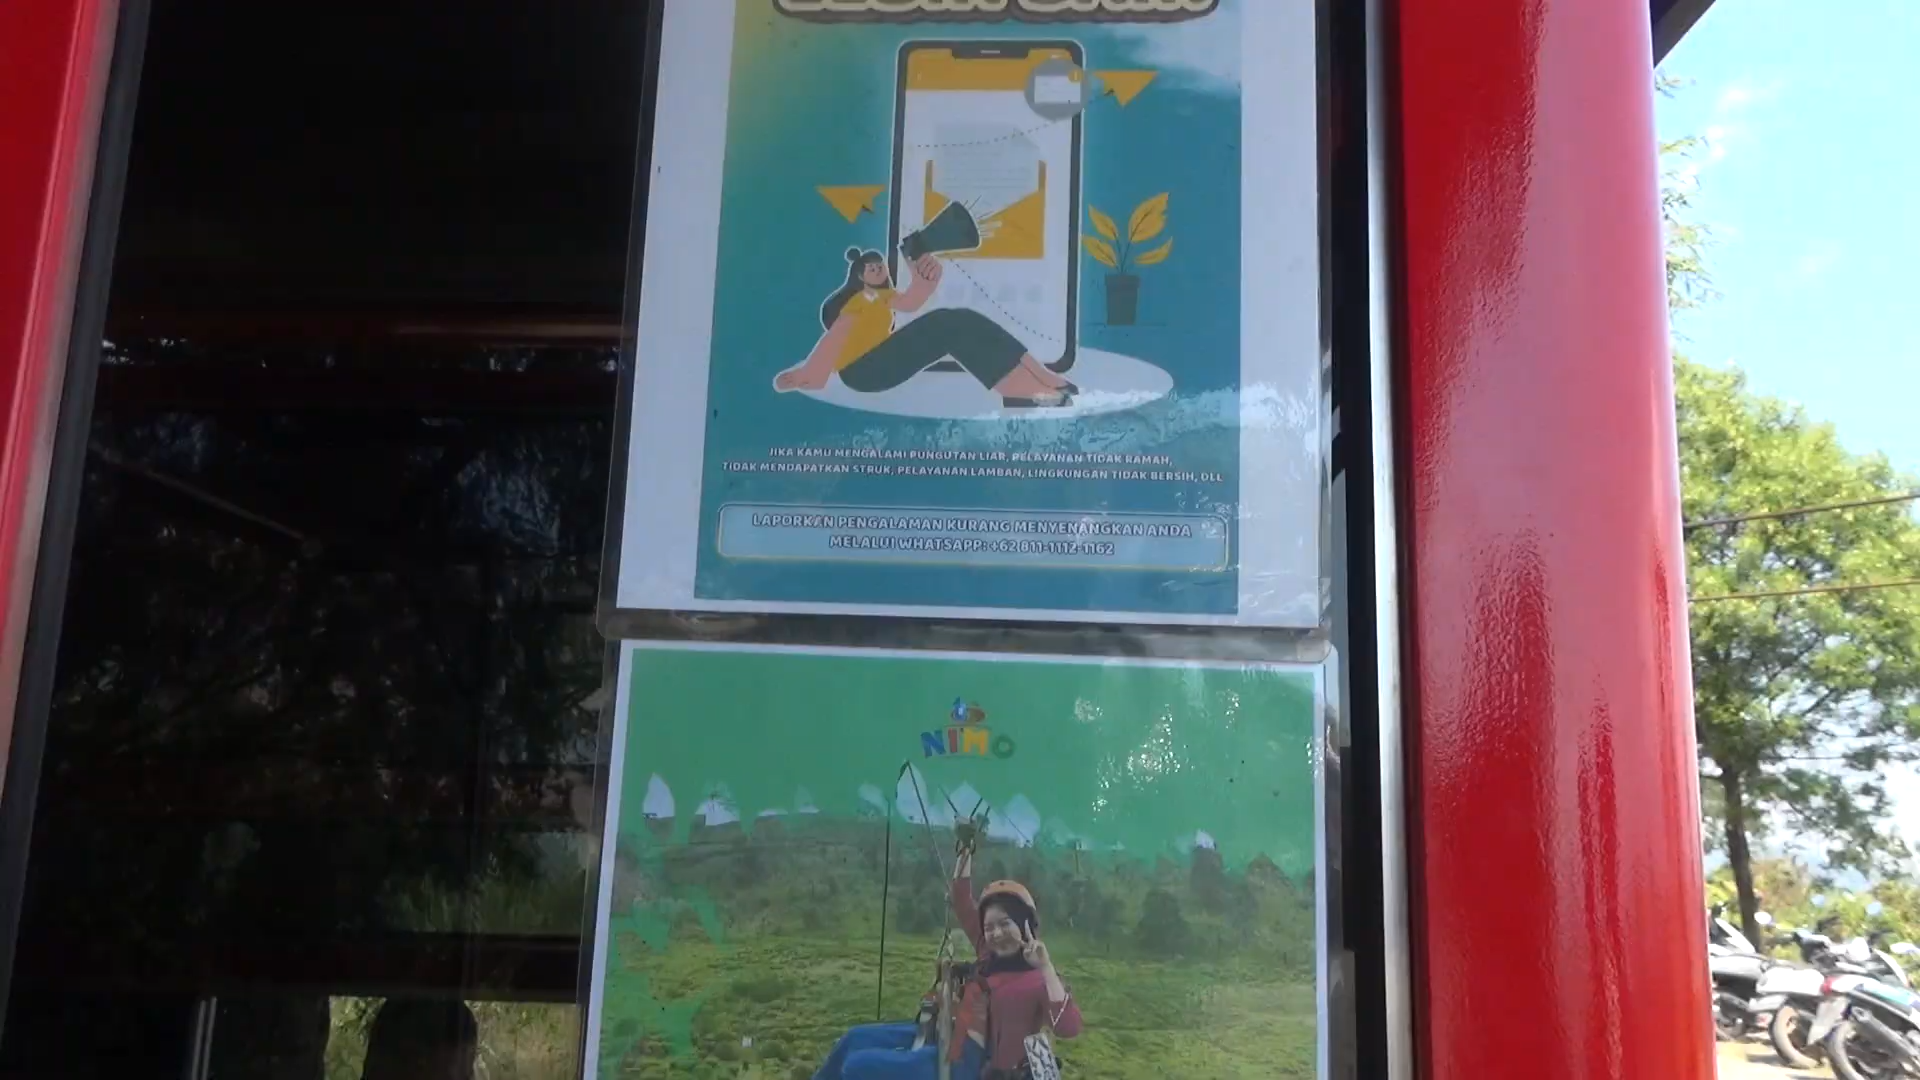 JIKA KAMU MENGALAMI PUNGUTAN LIAR, PELAYANAN TIDAK RAMAH,
TIDAK MENDAPATKAN STRUK, PELAYANAN LAMBAN, LINGKUNGAN TIDAK BERSIH, DLL
LAPORKAN PENGALAMAN KURANG MENYENANGKAN ANDA
MELALUI WHATSAPP: +62 811-1112-1162
NIMO